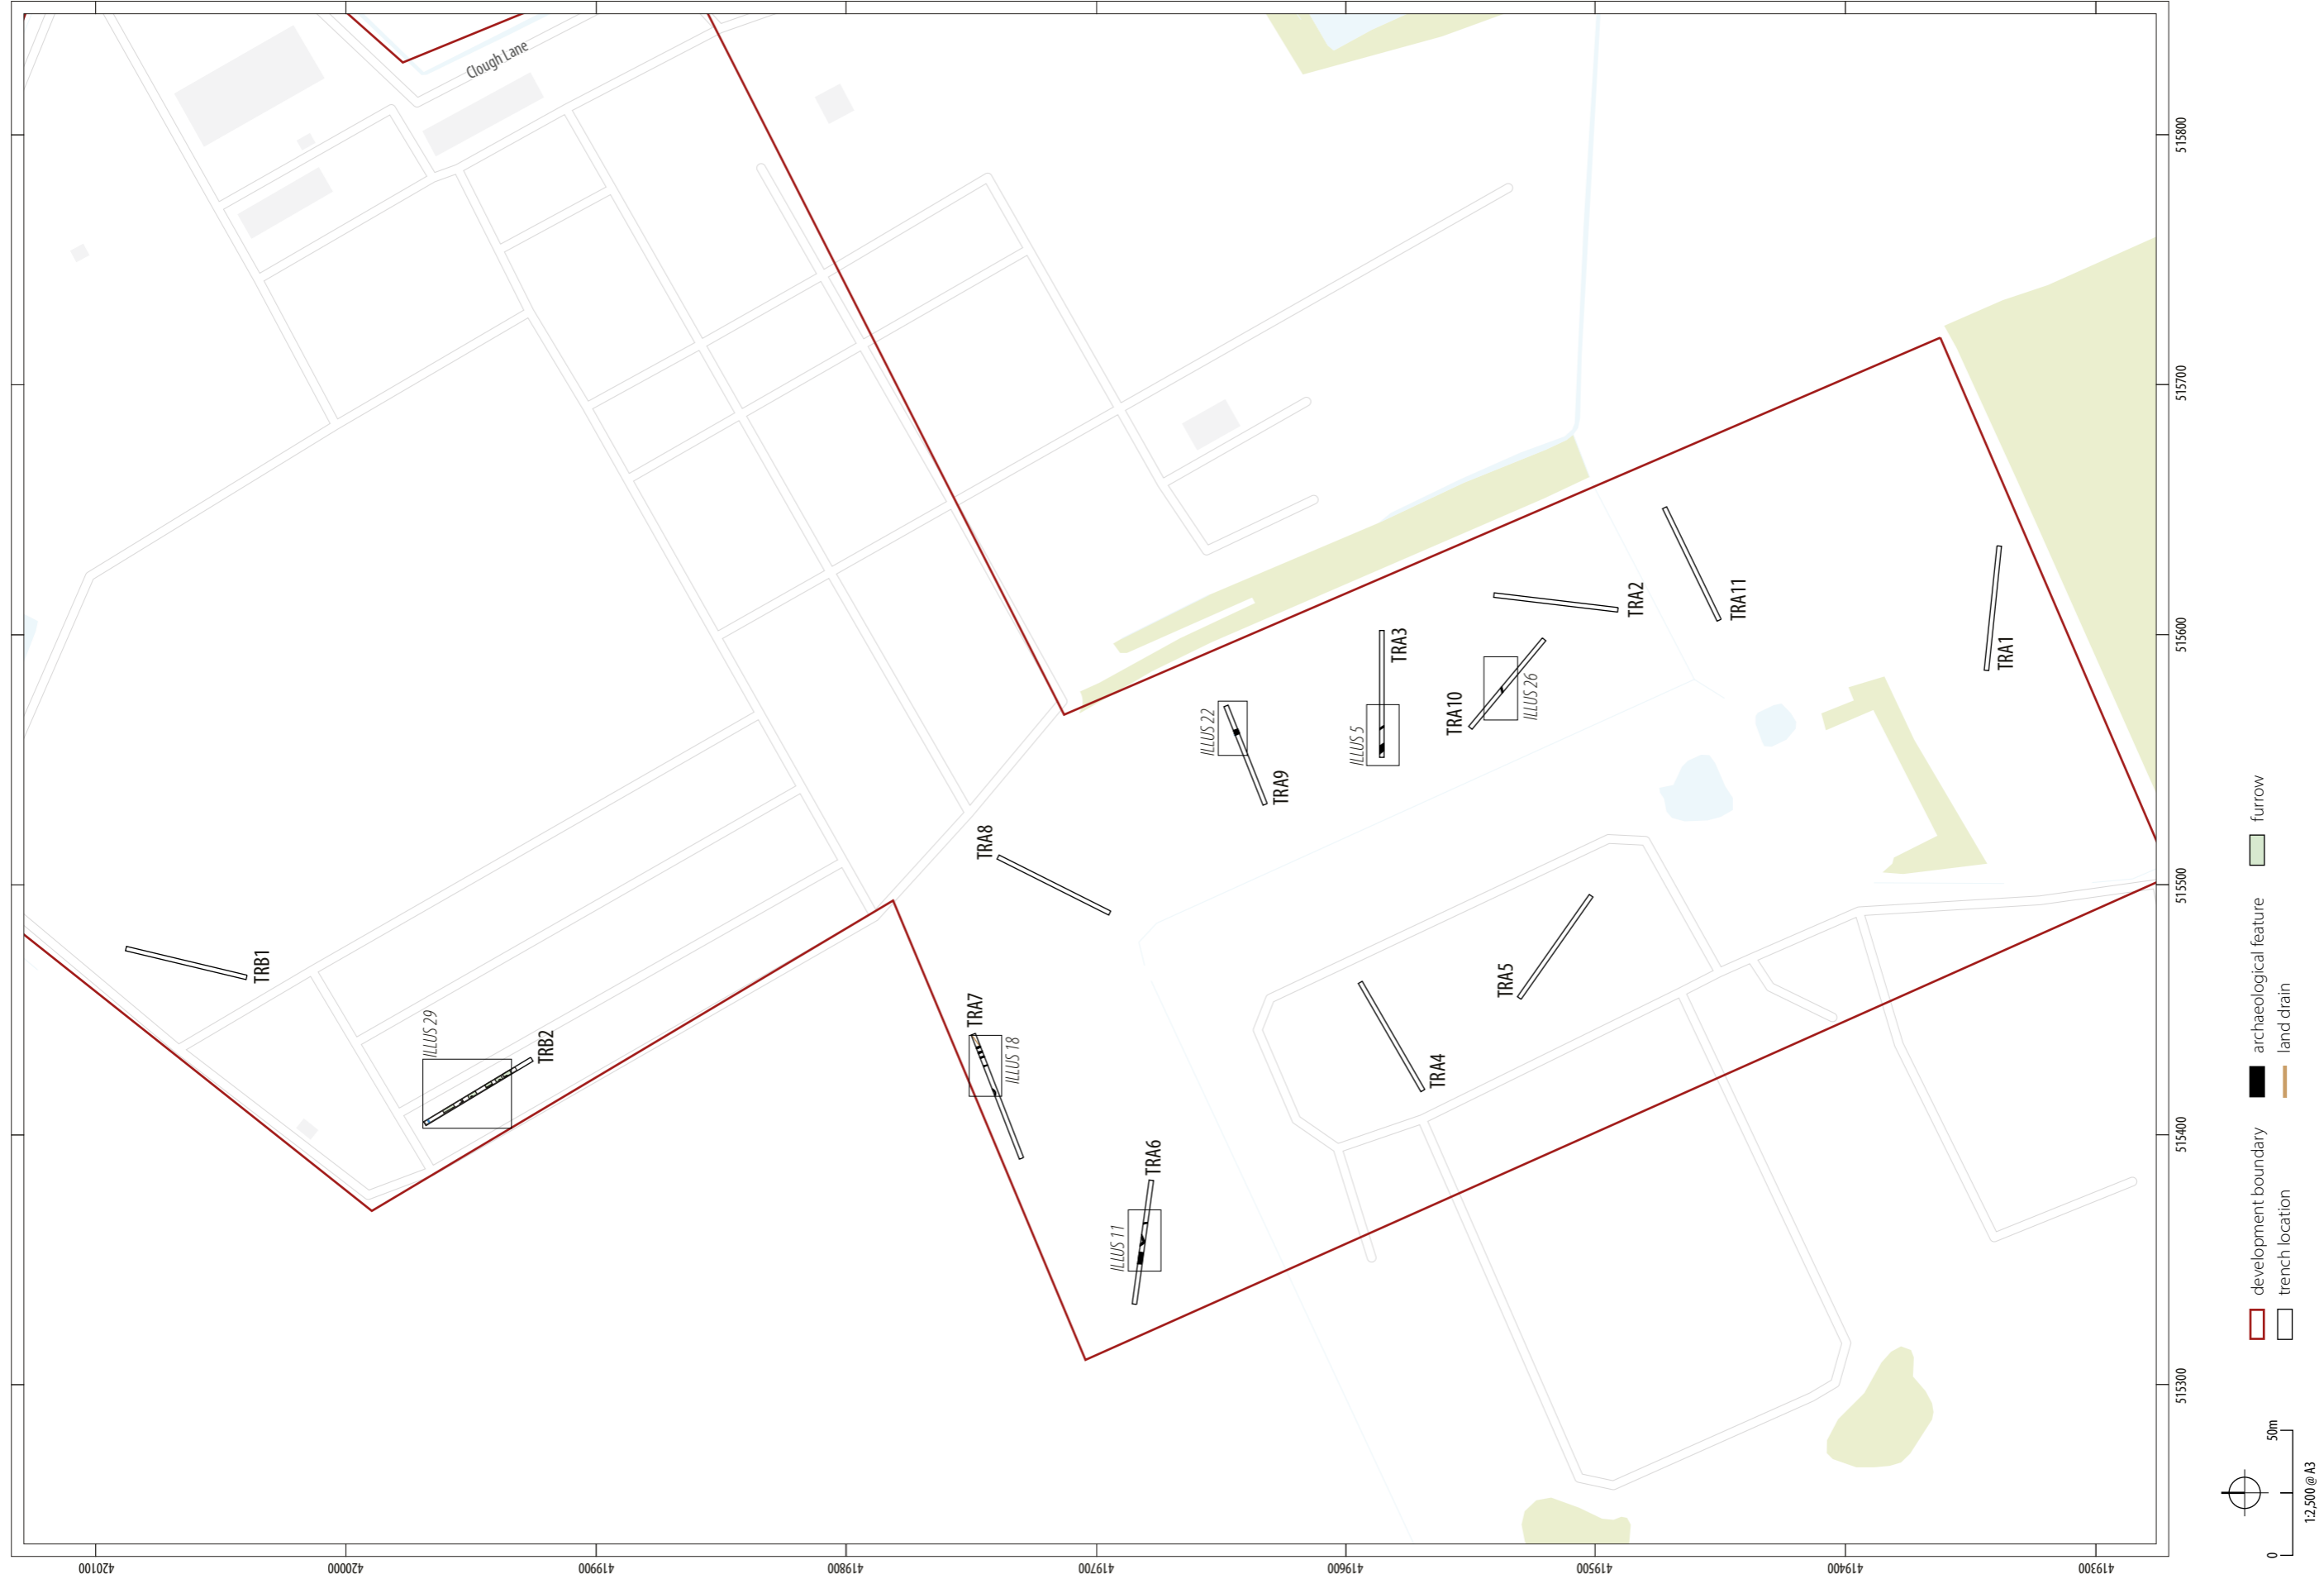 Clough Lane
TRB1
ILLUS 29
TRB2
TRA8
TRA7
ILLUS 18
ILLUS 11
TRA6
ILLUS 22
TRA9
ILLUS 5
TRA3
TRA10
ILLUS 26
TRA2
TRA11
TRA1
TRA5
TRA4
420100
420000
419900
419800
419700
419600
419500
419400
419300
515300
515400
515500
515600
515700
515800
0
50m
1:2,500 @ A3
development boundary
trench location
archaeological feature
land drain
furrow